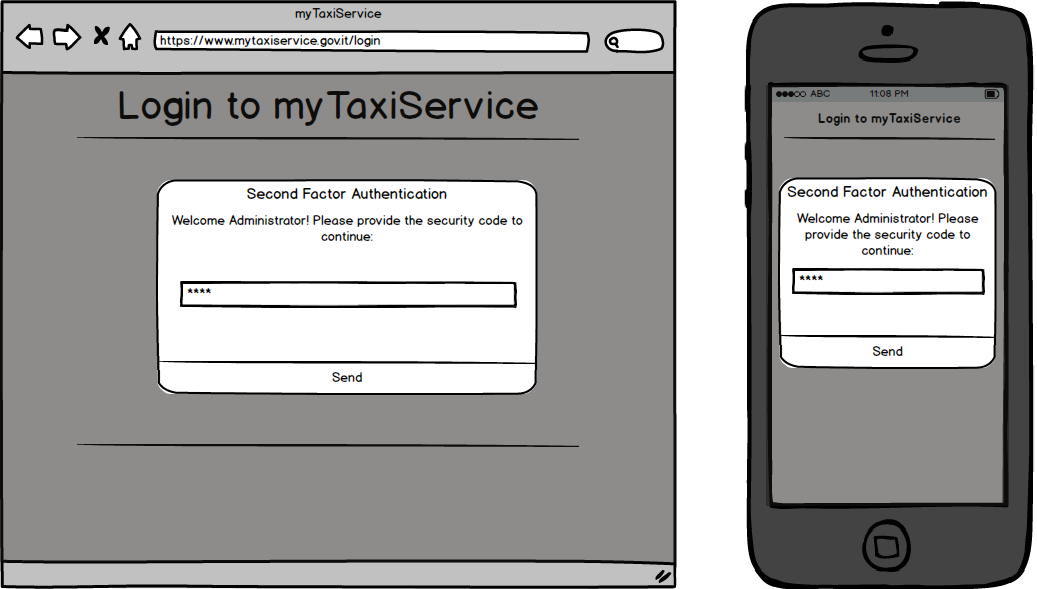 myTaxiService
https://www.mytaxiservice.gov.it/login
Login to myTaxiService
Second Factor Authentication
Welcome Administrator! Please provide the security code to
continue:
****
Send
ABC 11:08 PM
Login to myTaxiService
Second Factor Authentication
Welcome Administrator! Please
provide the security code to
continue:
****
Send